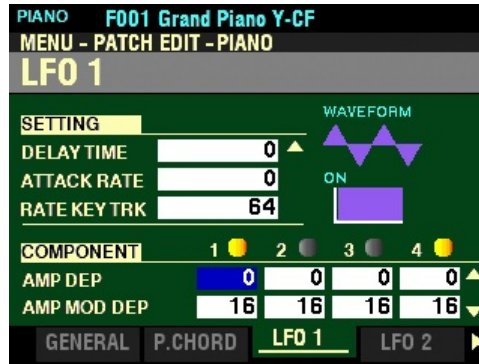 PIANO F001 Grand Piano Y-CF
MENU - PATCH EDIT - PIANO
LFO 1
SETTING
WAVEFORM
DELAY TIME 0
ATTACK RATE 0
ON
RATE KEY TRK 64
COMPONENT 1 2 3 4
AMP DEP 0 0 0 0
AMP MOD DEP 16 16 16 16
GENERAL P.CHORD LFO 1 LFO 2